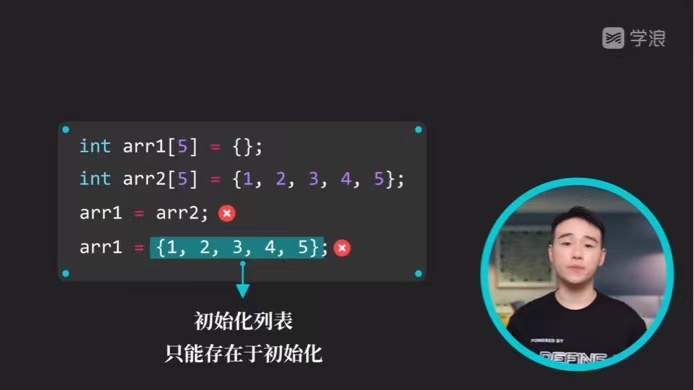 学浪
int arr1[5] = {};
int arr2[5] = {1, 2, 3, 4, 5};
arr1 = arr2;
arr1 = {1, 2, 3, 4, 5};
初始化列表
只能存在于初始化
POWERED BY